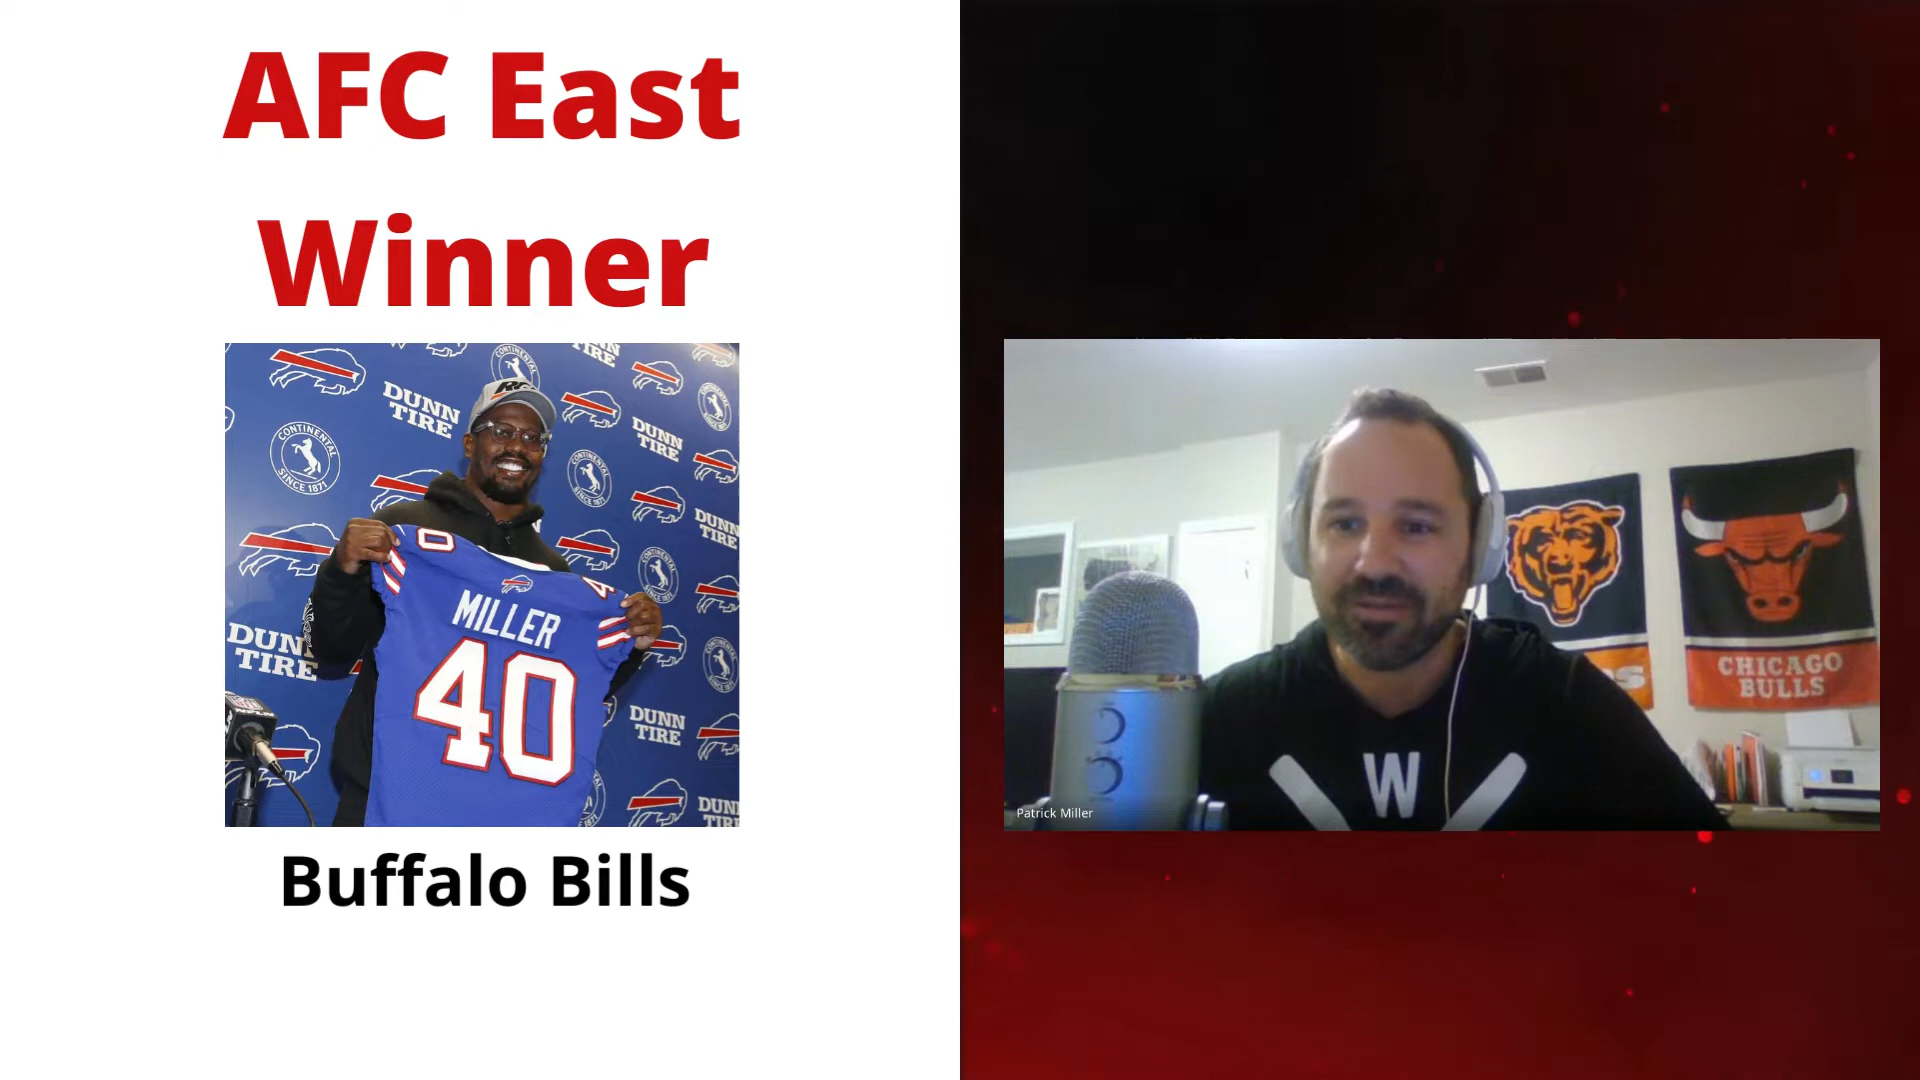 AFC East
Winner
DUNN
TIRE
CONTINENTAL
SINCE 1871
DUNN
TIRE
MILLER
40
DUNN
TIRE
DUNN
TIRE
Buffalo Bills
CHICAGO
BULLS
W
Patrick Miller